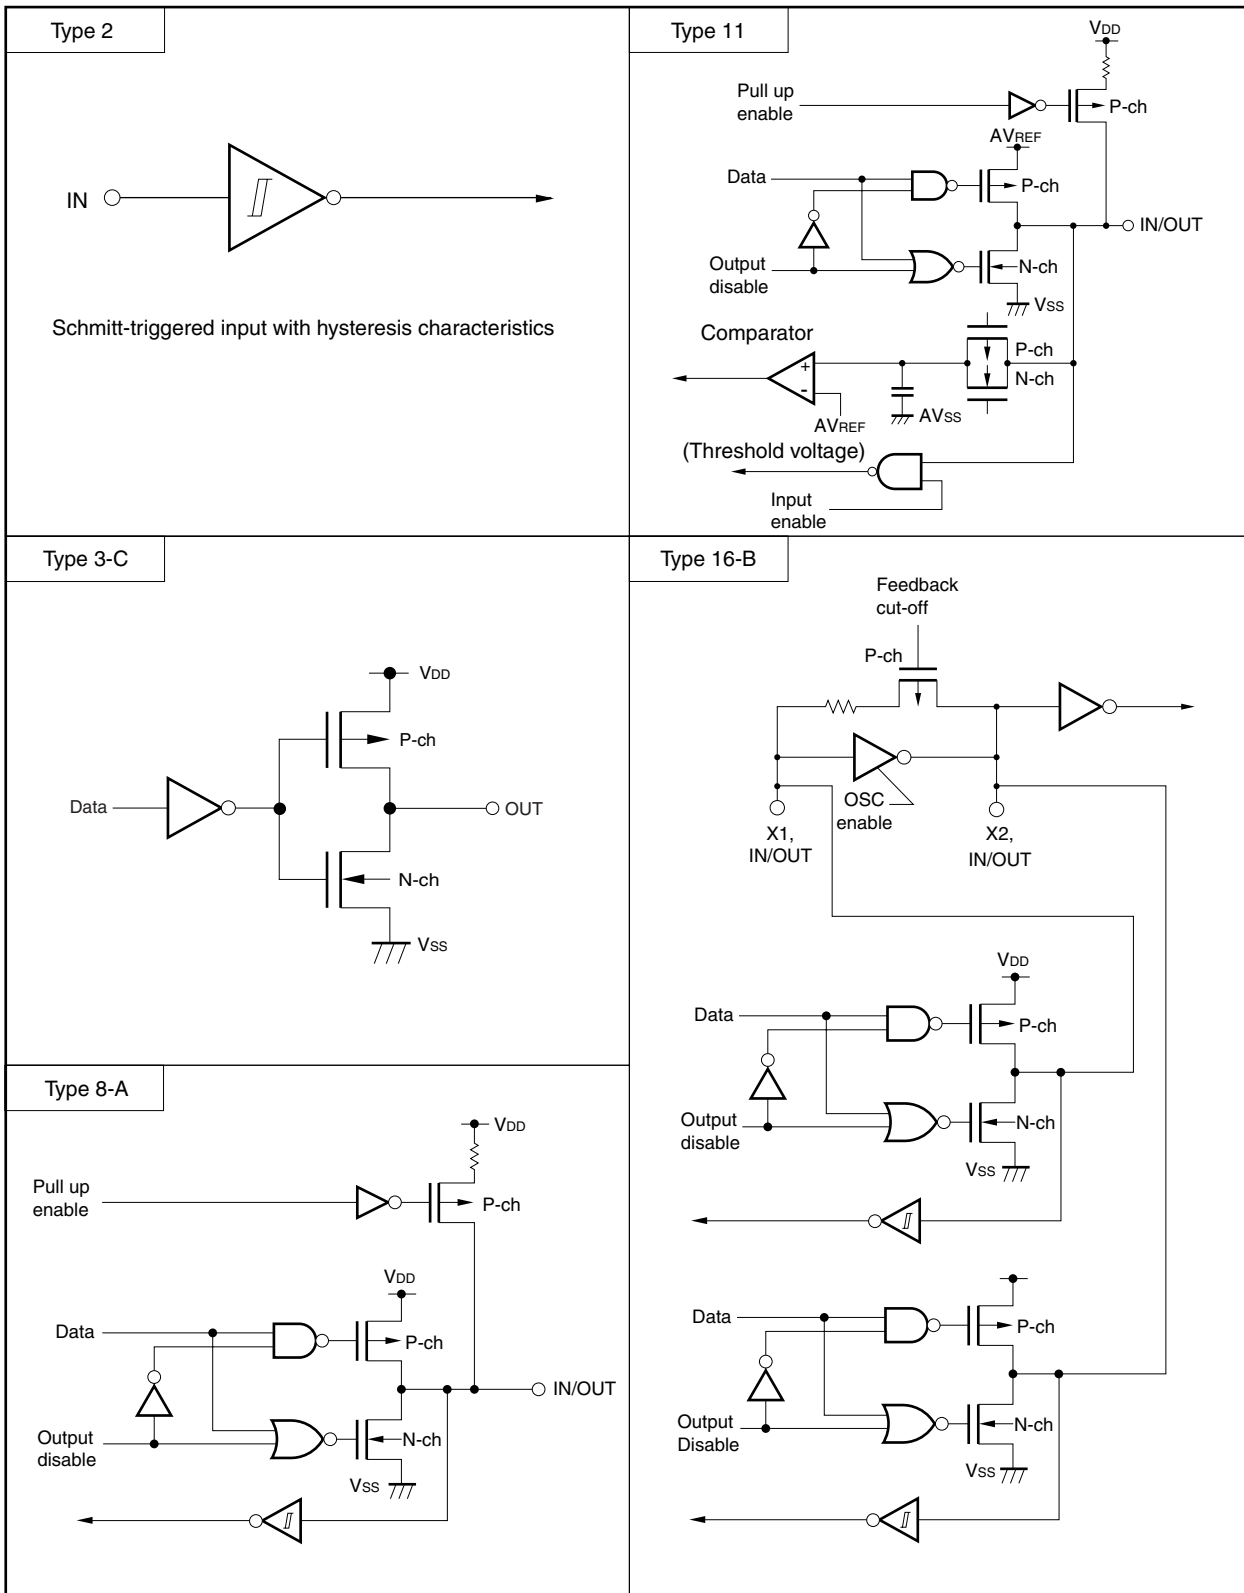 Type 2
IN
Schmitt-triggered input with hysteresis characteristics
Type 3-C
VDD
P-ch
Data
OUT
N-ch
VSS
Type 8-A
VDD
Pull up
enable
P-ch
VDD
Data
P-ch
IN/OUT
Output
disable
N-ch
VSS
Type 11
VDD
Pull up
enable
P-ch
AVREF
Data
P-ch
IN/OUT
Output
disable
N-ch
VSS
Comparator
P-ch
N-ch
+
-
AVREF
AVSS
(Threshold voltage)
Input
enable
Type 16-B
Feedback
cut-off
P-ch
OSC
enable
X1,
IN/OUT
X2,
IN/OUT
VDD
Data
P-ch
Output
disable
N-ch
VSS
Data
P-ch
Output
Disable
N-ch
VSS